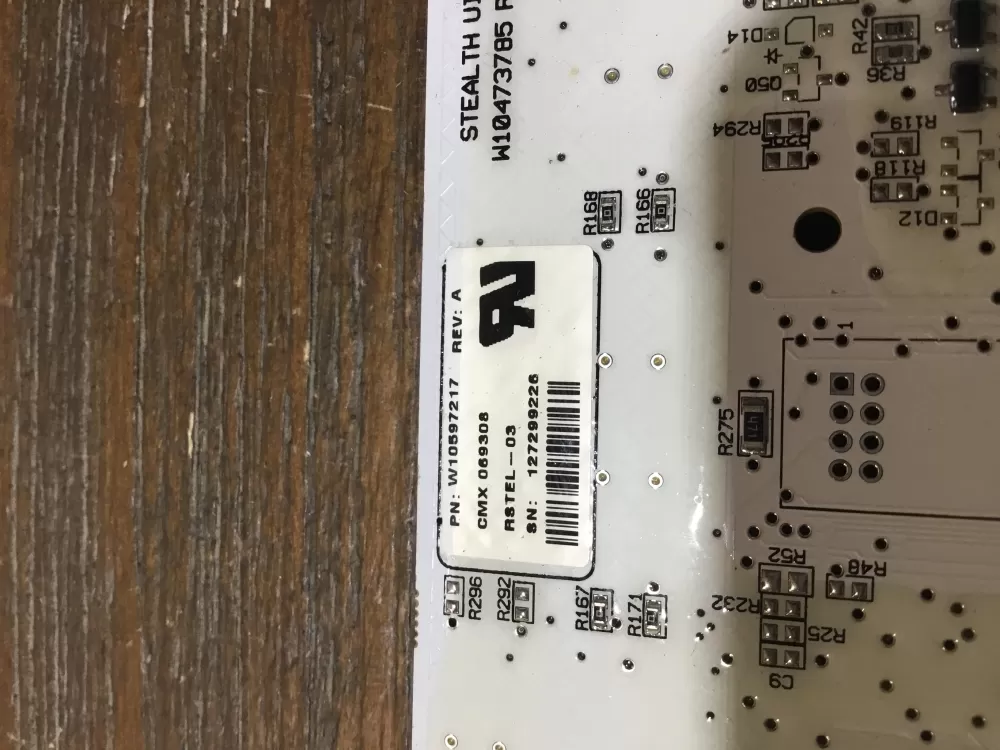 STEALTH UI
W10473785 R
PN: W10597217 REV: A
CMX 069308
RSTEL-03
SN: 127299226
D14
R42
R36
Q50
R294
R119
R118
D12
R168
R166
1
R275
R296
R292
R167
R171
R52
R48
R232
R25
C9